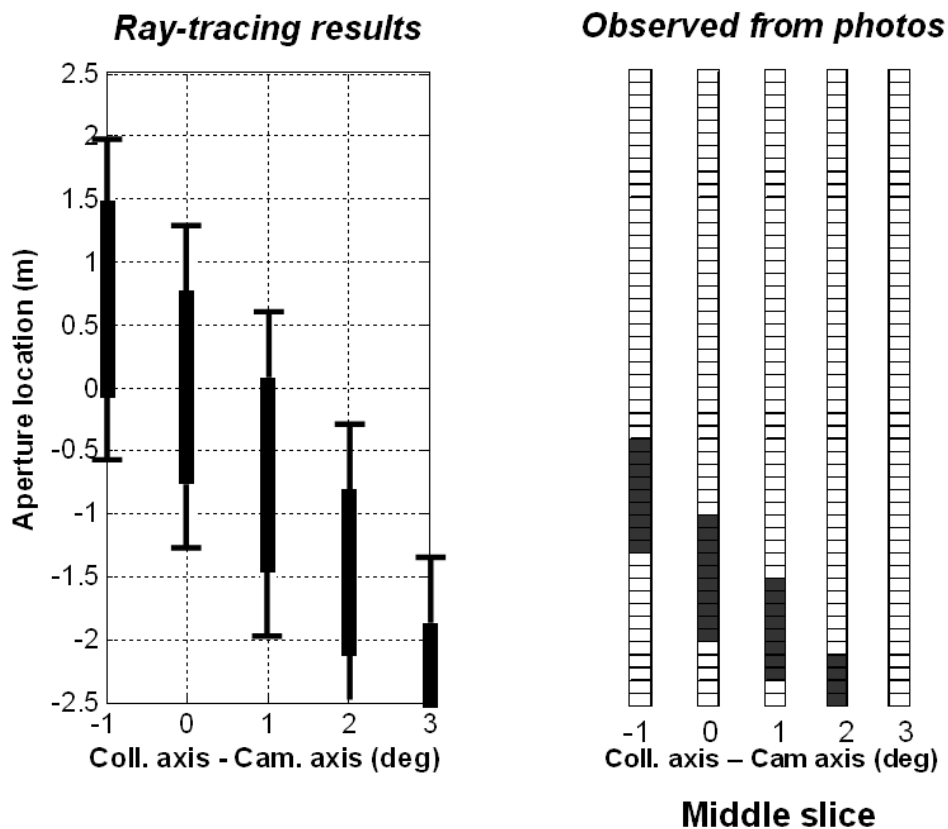 Ray-tracing results
Observed from photos
2.5
2
1.5
1
0.5
0
-0.5
-1
-1.5
-2
-2.5
Aperture location (m)
-1 0 1 2 3
Coll. axis - Cam. axis (deg)
-1 0 1 2 3
Coll. axis – Cam axis (deg)
Middle slice